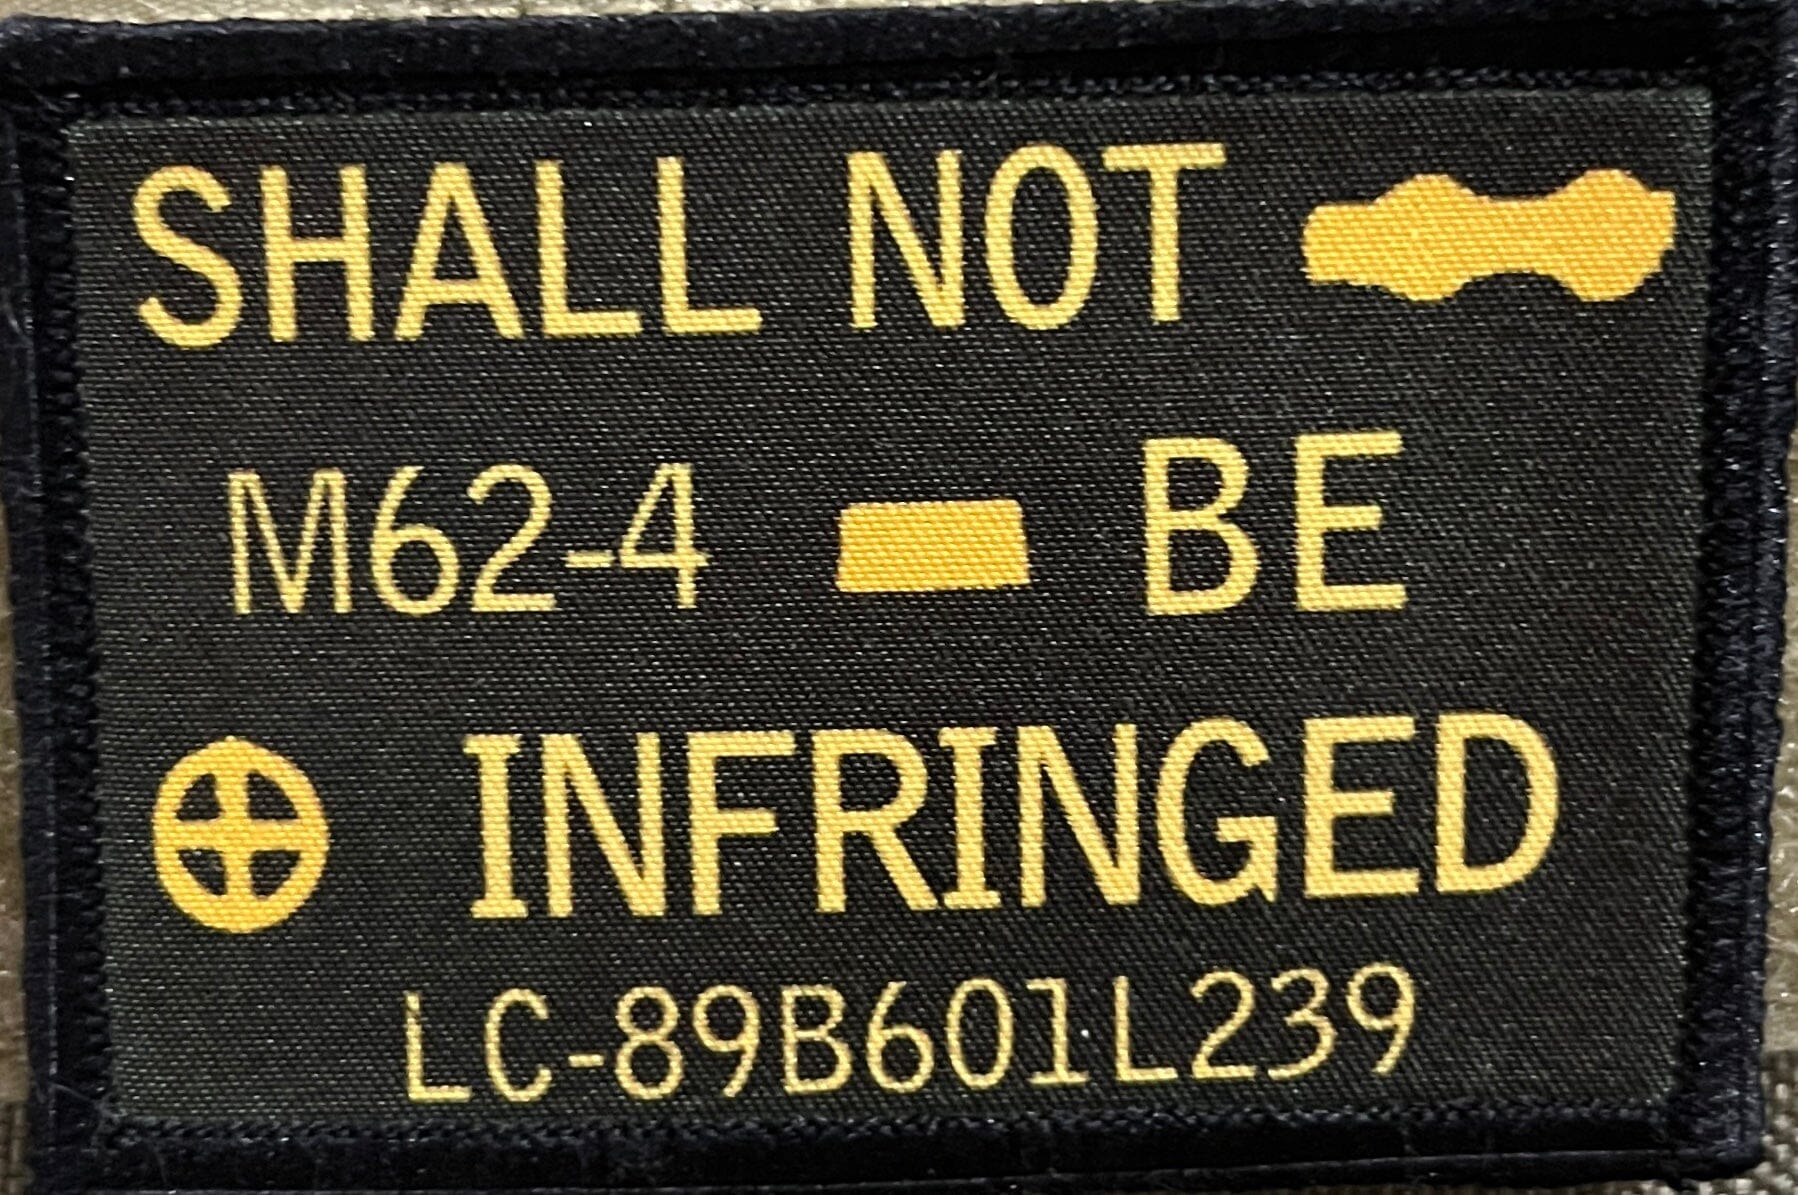 SHALL NOT
M62-4 BE
INFRINGED
LC-89B601L239